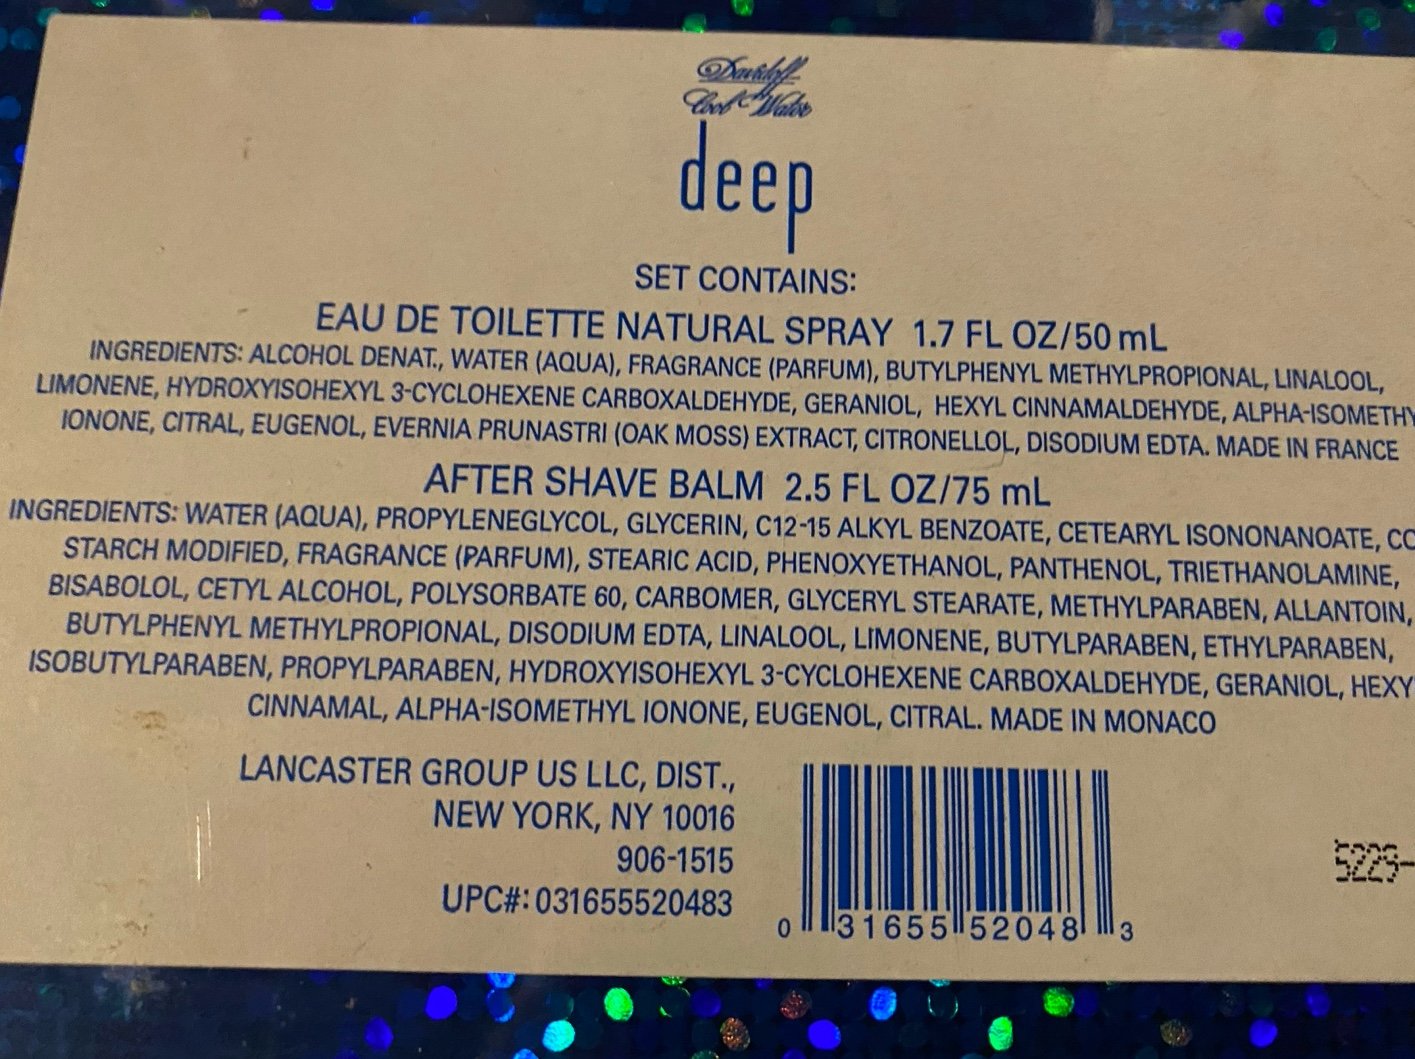 Davidoff
Cool Water
deep
SET CONTAINS:
EAU DE TOILETTE NATURAL SPRAY 1.7 FL OZ/50 mL
INGREDIENTS: ALCOHOL DENAT., WATER (AQUA), FRAGRANCE (PARFUM), BUTYLPHENYL METHYLPROPIONAL, LINALOOL,
LIMONENE, HYDROXYISOHEXYL 3-CYCLOHEXENE CARBOXALDEHYDE, GERANIOL, HEXYL CINNAMALDEHYDE, ALPHA-ISOMETHY
IONONE, CITRAL, EUGENOL, EVERNIA PRUNASTRI (OAK MOSS) EXTRACT, CITRONELLOL, DISODIUM EDTA. MADE IN FRANCE
AFTER SHAVE BALM 2.5 FL OZ/75 mL
INGREDIENTS: WATER (AQUA), PROPYLENEGLYCOL, GLYCERIN, C12-15 ALKYL BENZOATE, CETEARYL ISONONANOATE, CO
STARCH MODIFIED, FRAGRANCE (PARFUM), STEARIC ACID, PHENOXYETHANOL, PANTHENOL, TRIETHANOLAMINE,
BISABOLOL, CETYL ALCOHOL, POLYSORBATE 60, CARBOMER, GLYCERYL STEARATE, METHYLPARABEN, ALLANTOIN,
BUTYLPHENYL METHYLPROPIONAL, DISODIUM EDTA, LINALOOL, LIMONENE, BUTYLPARABEN, ETHYLPARABEN,
ISOBUTYLPARABEN, PROPYLPARABEN, HYDROXYISOHEXYL 3-CYCLOHEXENE CARBOXALDEHYDE, GERANIOL, HEXY
CINNAMAL, ALPHA-ISOMETHYL IONONE, EUGENOL, CITRAL. MADE IN MONACO
LANCASTER GROUP US LLC, DIST.,
NEW YORK, NY 10016
906-1515
UPC#: 031655520483
0 31655 52048 3
5229-